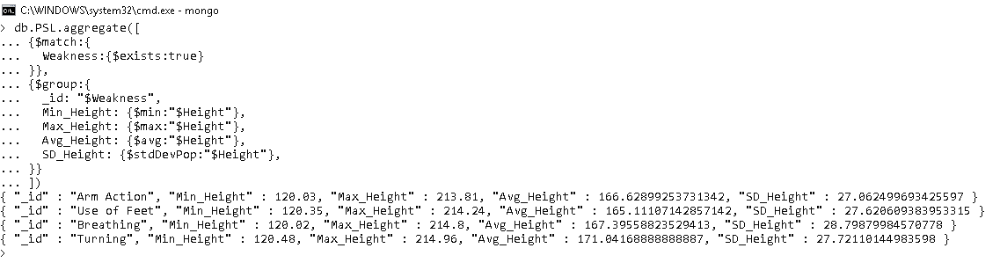 C:\WINDOWS\system32\cmd.exe - mongo
> db.PSL.aggregate([
... {$match:{
...   Weakness:{$exists:true}
... }},
... {$group:{
...   _id: "$Weakness",
...   Min_Height: {$min:"$Height"},
...   Max_Height: {$max:"$Height"},
...   Avg_Height: {$avg:"$Height"},
...   SD_Height: {$stdDevPop:"$Height"},
... }}
... ])
{ "_id" : "Arm Action", "Min_Height" : 120.03, "Max_Height" : 213.81, "Avg_Height" : 166.62899253731342, "SD_Height" : 27.062499693425597 }
{ "_id" : "Use of Feet", "Min_Height" : 120.35, "Max_Height" : 214.24, "Avg_Height" : 165.11107142857142, "SD_Height" : 27.620609383953315 }
{ "_id" : "Breathing", "Min_Height" : 120.02, "Max_Height" : 214.8, "Avg_Height" : 167.39558823529413, "SD_Height" : 28.79879984570778 }
{ "_id" : "Turning", "Min_Height" : 120.48, "Max_Height" : 214.96, "Avg_Height" : 171.04168888888887, "SD_Height" : 27.72110144983598 }
>